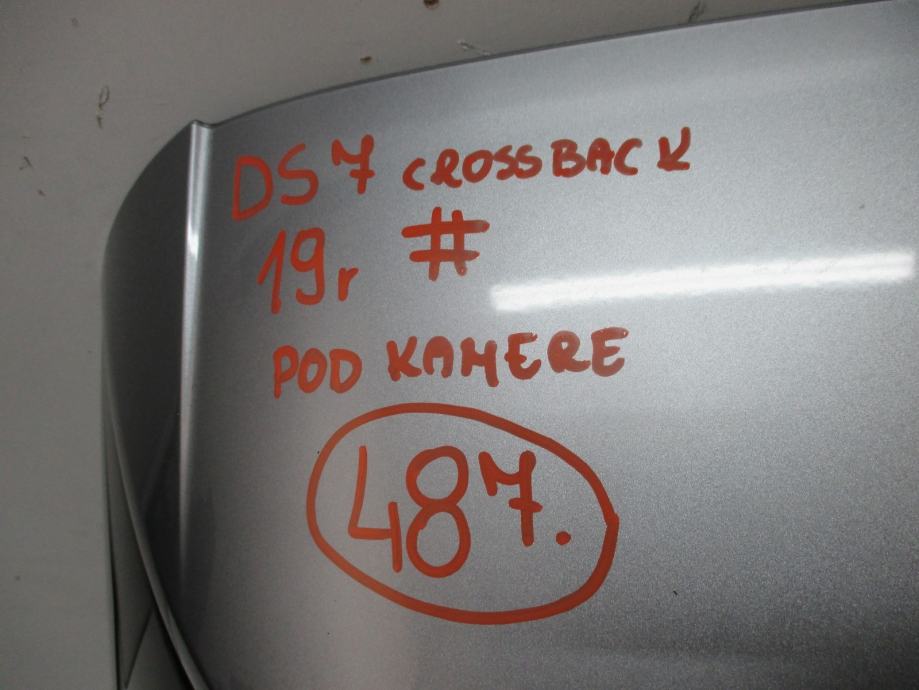 DS7 CROSSBACK
19r #
POD KAMERE
487.